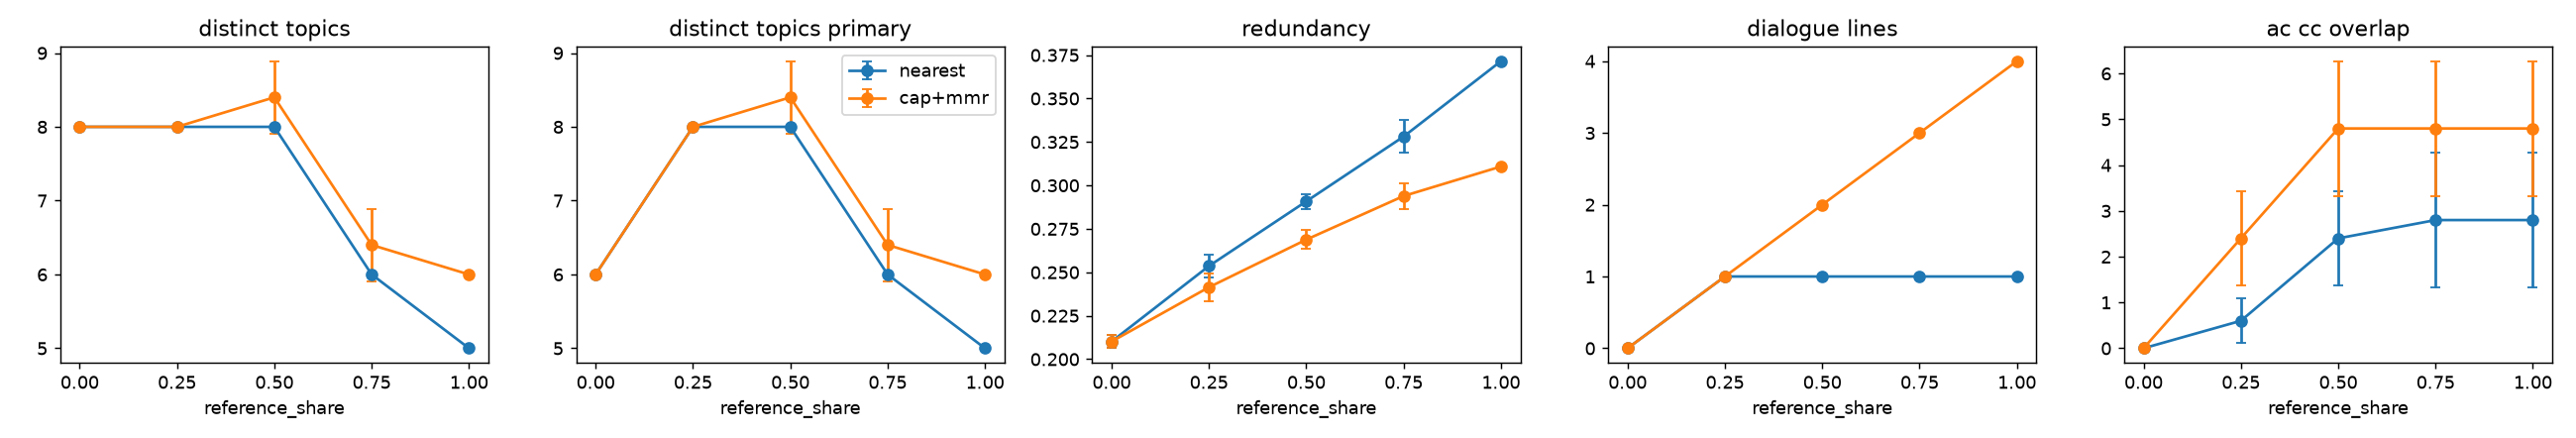 distinct topics
9
8
7
6
5
0.00 0.25 0.50 0.75 1.00
reference_share
distinct topics primary
nearest
cap+mmr
9
8
7
6
5
0.00 0.25 0.50 0.75 1.00
reference_share
redundancy
0.375
0.350
0.325
0.300
0.275
0.250
0.225
0.200
0.00 0.25 0.50 0.75 1.00
reference_share
dialogue lines
4
3
2
1
0
0.00 0.25 0.50 0.75 1.00
reference_share
ac cc overlap
6
5
4
3
2
1
0
0.00 0.25 0.50 0.75 1.00
reference_share